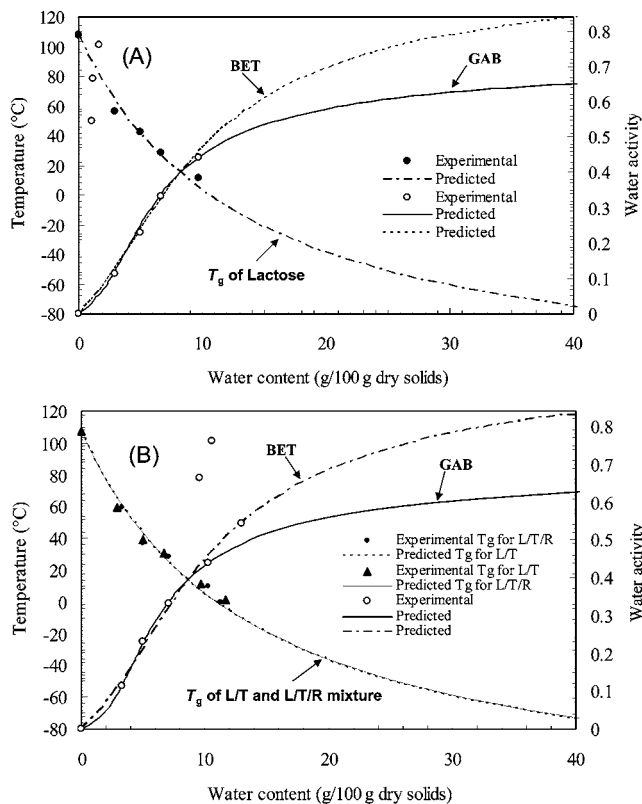 120
100
80
60
40
20
0
-20
-40
-60
-80
Temperature (°C)
(A)
BET
GAB
Experimental
Predicted
Experimental
Predicted
Predicted
Tg of Lactose
0.8
0.7
0.6
0.5
0.4
0.3
0.2
0.1
0
Water activity
0
10
20
30
40
Water content (g/100 g dry solids)
120
100
80
60
40
20
0
-20
-40
-60
-80
Temperature (°C)
(B)
BET
GAB
Experimental Tg for L/T/R
Predicted Tg for L/T
Experimental Tg for L/T
Predicted Tg for L/T/R
Experimental
Predicted
Predicted
Tg of L/T and L/T/R mixture
0.8
0.7
0.6
0.5
0.4
0.3
0.2
0.1
0
Water activity
0
10
20
30
40
Water content (g/100 g dry solids)